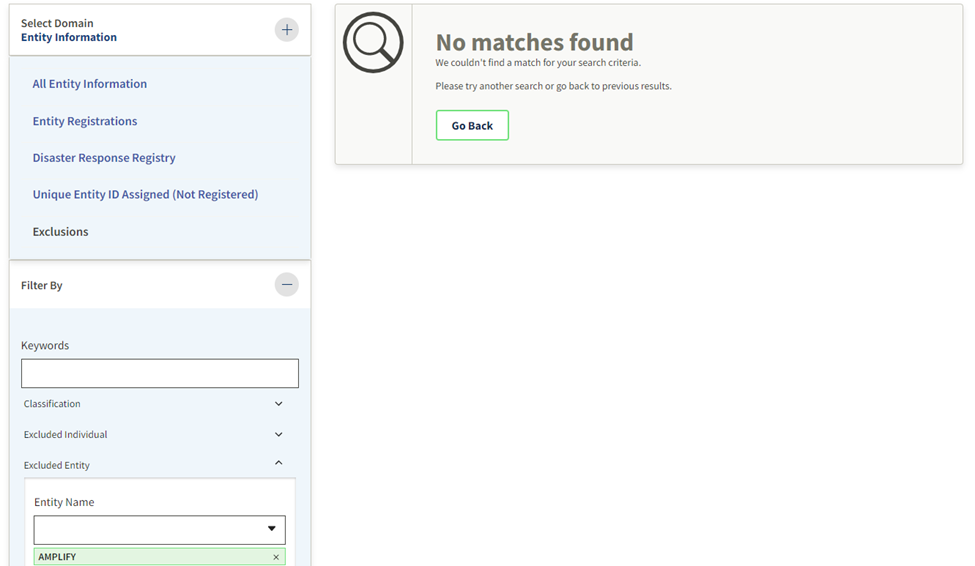 Select Domain
Entity Information
All Entity Information
Entity Registrations
Disaster Response Registry
Unique Entity ID Assigned (Not Registered)
Exclusions
Filter By
Keywords
Classification
Excluded Individual
Excluded Entity
Entity Name
AMPLIFY
No matches found
We couldn't find a match for your search criteria.
Please try another search or go back to previous results.
Go Back